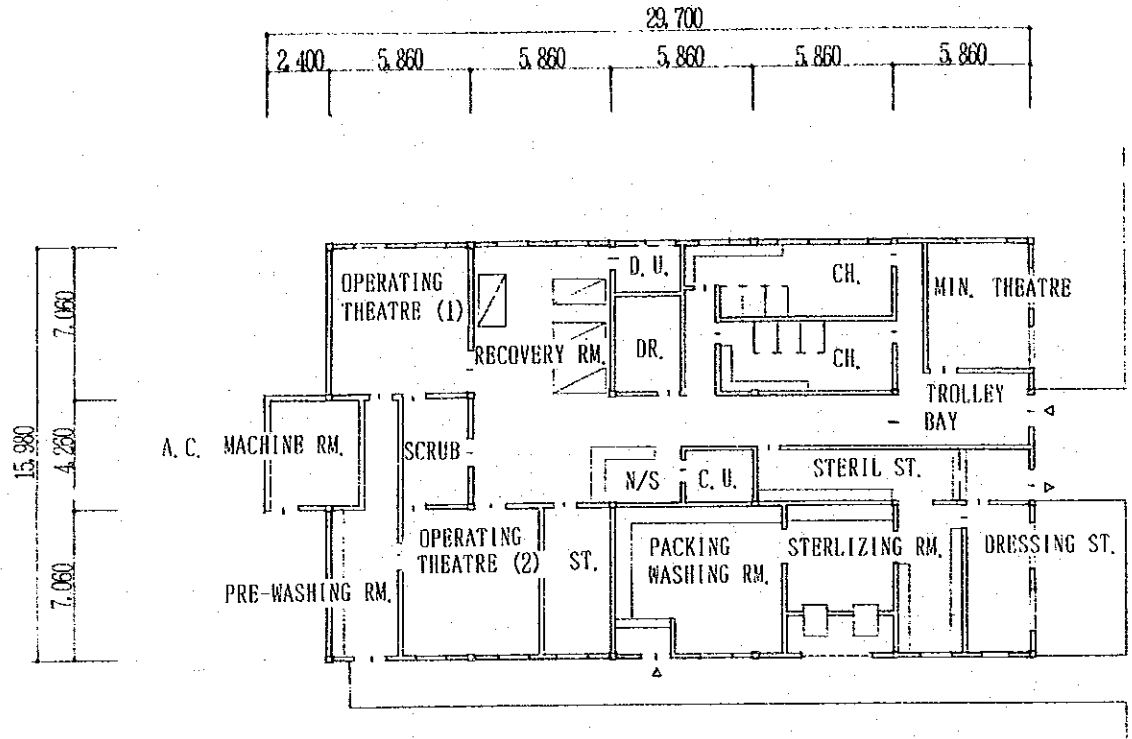 29,700
2,400 5,860 5,860 5,860 5,860 5,860
15,980
7,060
4,260
7,060
OPERATING
THEATRE (1)
RECOVERY RM.
D. U.
DR.
CH.
CH.
MIN. THEATRE
TROLLEY
BAY
A. C. MACHINE RM.
SCRUB
N/S
C. U.
STERIL ST.
OPERATING
THEATRE (2)
ST.
PACKING
WASHING RM.
STERLIZING RM.
DRESSING ST.
PRE-WASHING RM.